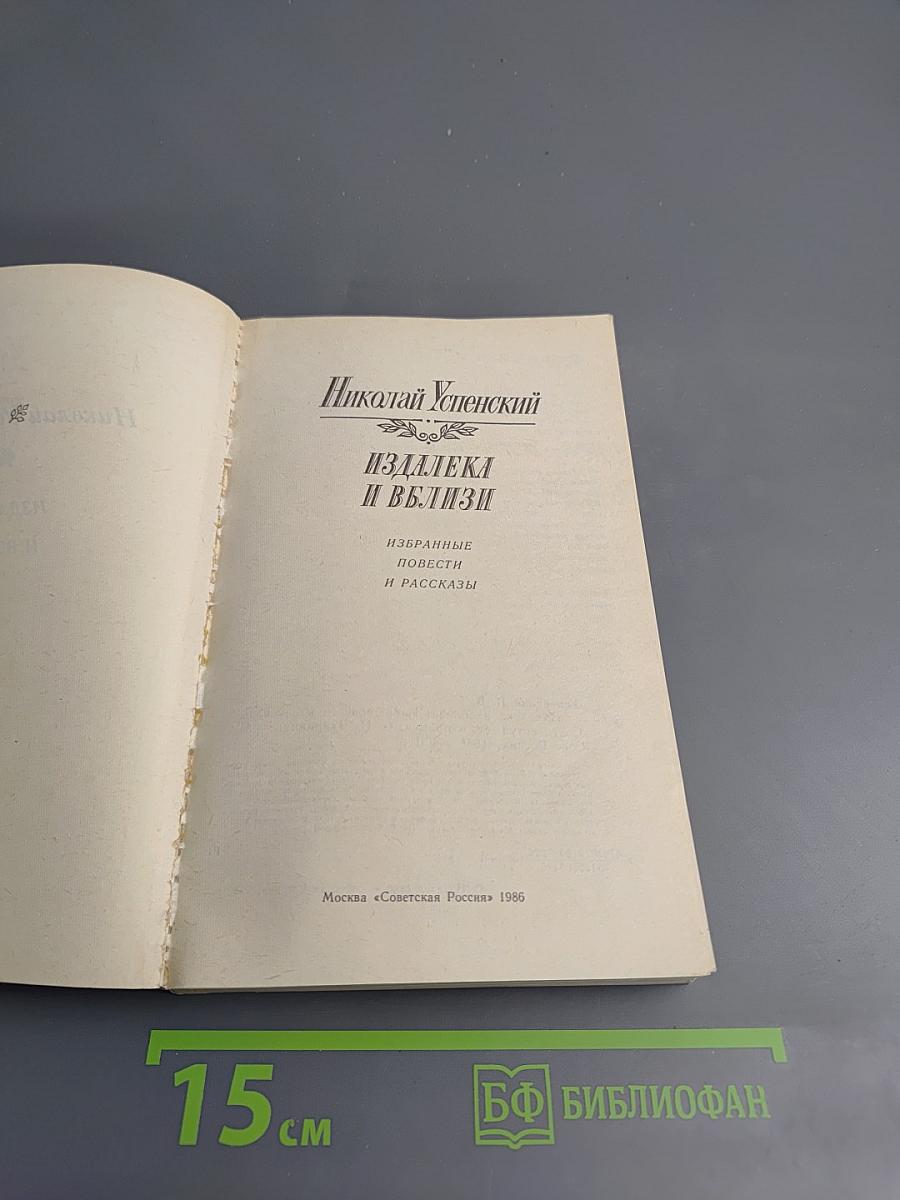 Николай Успенский
ИЗДАЛЕКА
И ВБЛИЗИ
ИЗБРАННЫЕ
ПОВЕСТИ
И РАССКАЗЫ
Москва «Советская Россия» 1986
15 см
БФ БИБЛИОФАН